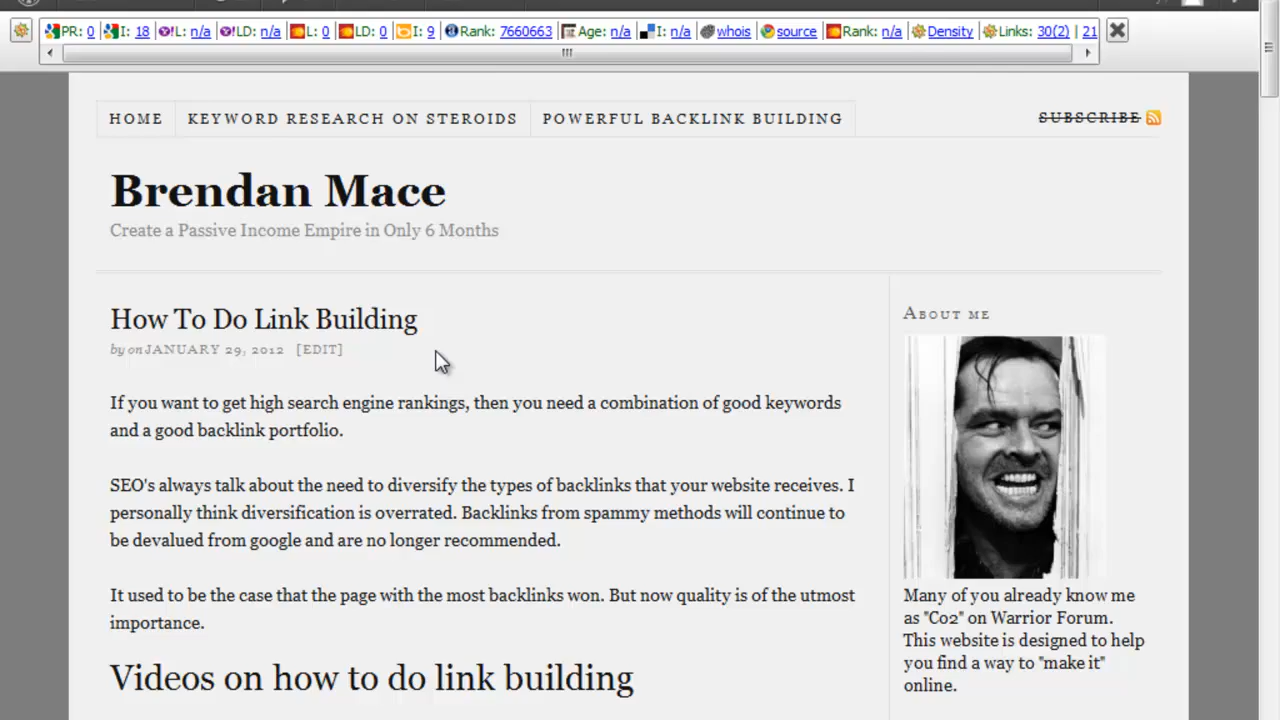 PR: 0 I: 18 L: n/a LD: n/a L: 0 LD: 0 I: 9 Rank: 7660663 Age: n/a I: n/a whois source Rank: n/a Density Links: 30(2) | 21
HOME KEYWORD RESEARCH ON STEROIDS POWERFUL BACKLINK BUILDING SUBSCRIBE
Brendan Mace
Create a Passive Income Empire in Only 6 Months
How To Do Link Building
by on JANUARY 29, 2012 [EDIT]
If you want to get high search engine rankings, then you need a combination of good keywords
and a good backlink portfolio.
SEO's always talk about the need to diversify the types of backlinks that your website receives. I
personally think diversification is overrated. Backlinks from spammy methods will continue to
be devalued from google and are no longer recommended.
It used to be the case that the page with the most backlinks won. But now quality is of the utmost
importance.
Videos on how to do link building
About me
Many of you already know me
as "Co2" on Warrior Forum.
This website is designed to help
you find a way to "make it"
online.